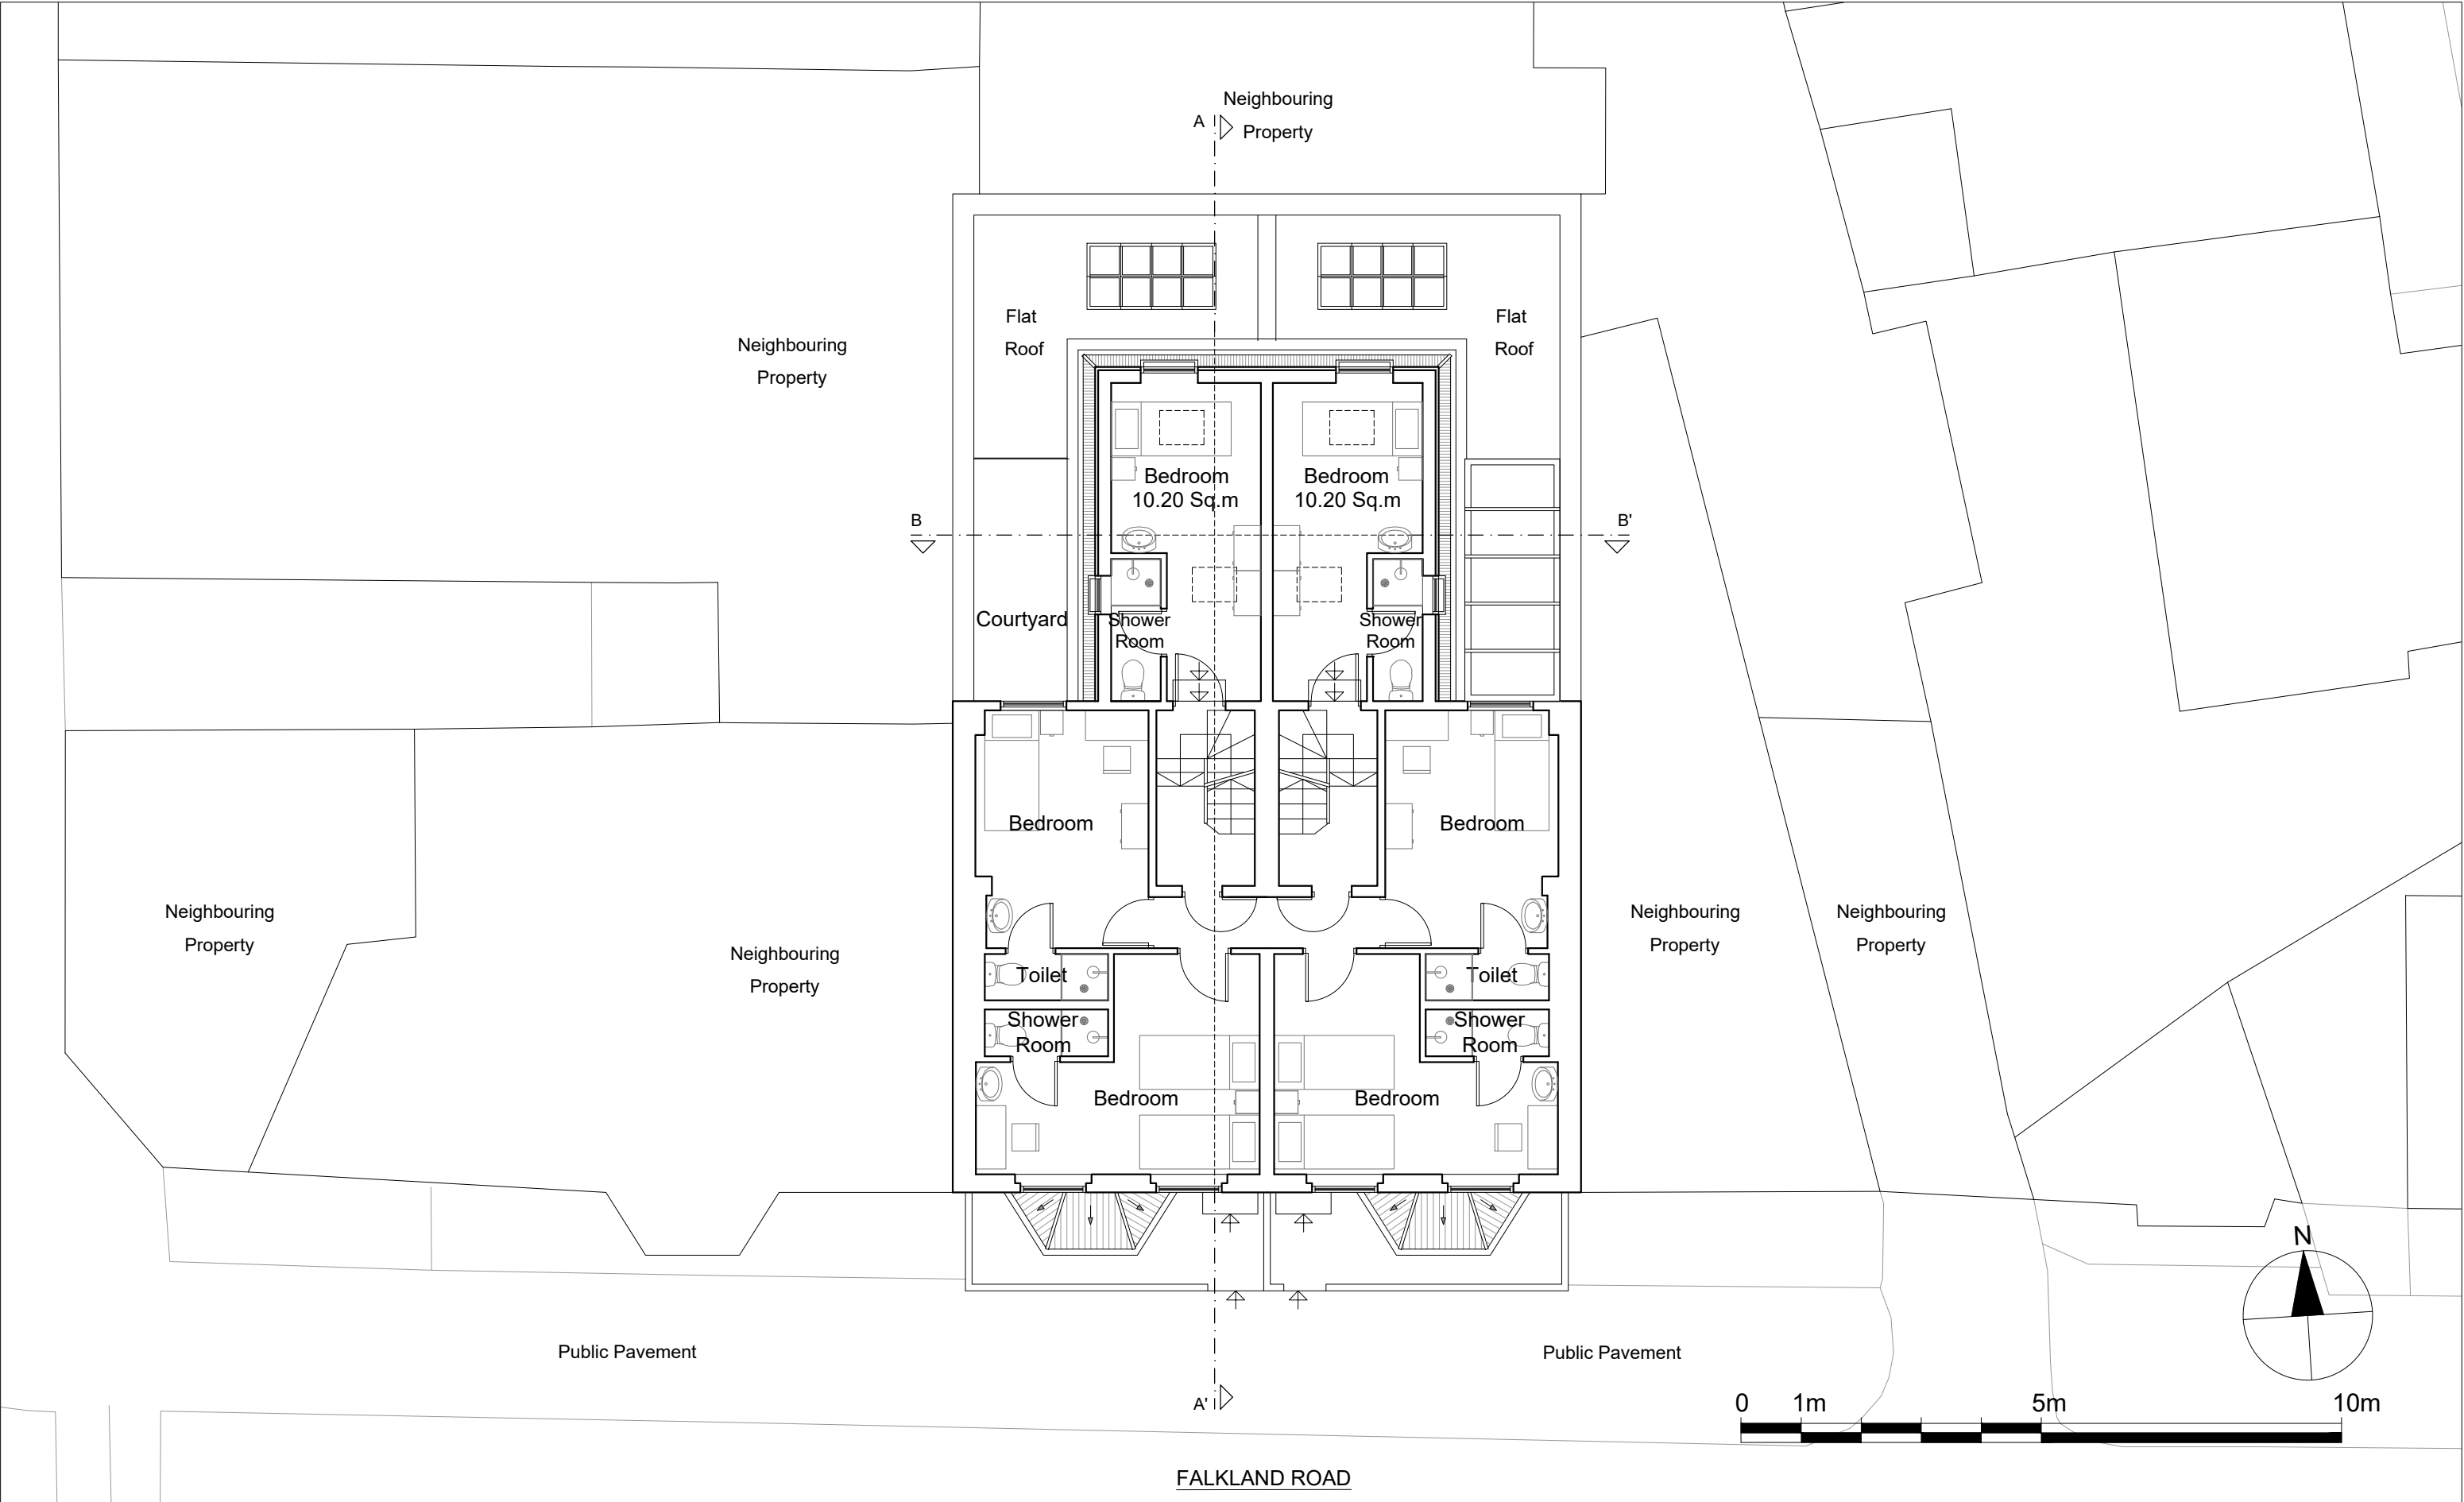 Neighbouring
Property
A
Flat
Roof
Flat
Roof
Neighbouring
Property
Bedroom
10.20 Sq.m
Bedroom
10.20 Sq.m
B
B'
Courtyard
Shower
Room
Shower
Room
Bedroom
Bedroom
Neighbouring
Property
Neighbouring
Property
Neighbouring
Property
Neighbouring
Property
Toilet
Toilet
Shower
Room
Shower
Room
Bedroom
Bedroom
N
Public Pavement
Public Pavement
A'
0 1m 5m 10m
FALKLAND ROAD